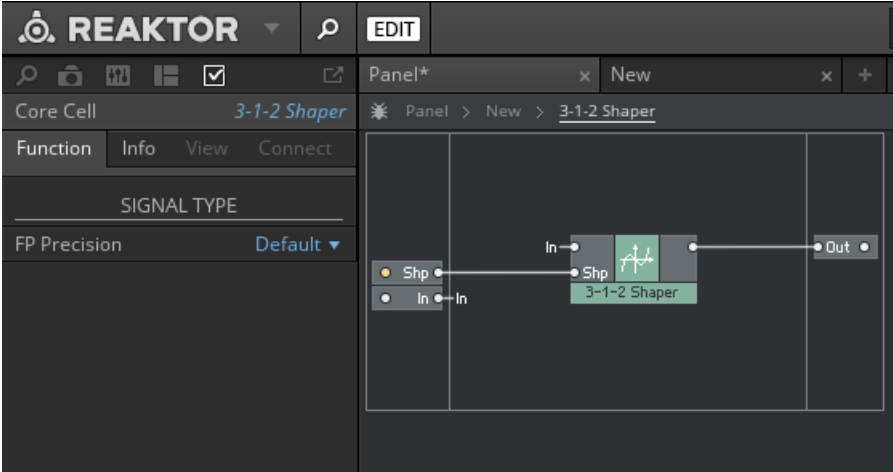 REAKTOR EDIT
Panel* × New × +
Core Cell 3-1-2 Shaper
Panel > New > 3-1-2 Shaper
Function Info View Connect
SIGNAL TYPE
FP Precision Default
In Out
Shp Shp
In In
3-1-2 Shaper